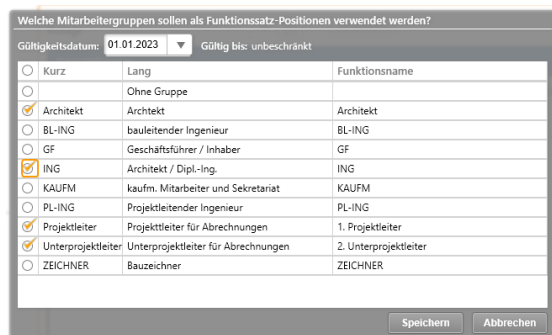 Welche Mitarbeitergruppen sollen als Funktionssatz-Positionen verwendet werden?
Gültigkeitsdatum: 01.01.2023 Gültig bis: unbeschränkt
Kurz Lang Funktionsname
Ohne Gruppe
Architekt Archtekt Architekt
BL-ING bauleitender Ingenieur BL-ING
GF Geschäftsführer / Inhaber GF
ING Architekt / Dipl.-Ing. ING
KAUFM kaufm. Mitarbeiter und Sekretariat KAUFM
PL-ING Projektleitender Ingenieur PL-ING
Projektleiter Projekttleiter für Abrechnungen 1. Projektleiter
Unterprojektleiter Unterprojektleiter für Abrechnungen 2. Unterprojektleiter
ZEICHNER Bauzeichner ZEICHNER
Speichern Abbrechen